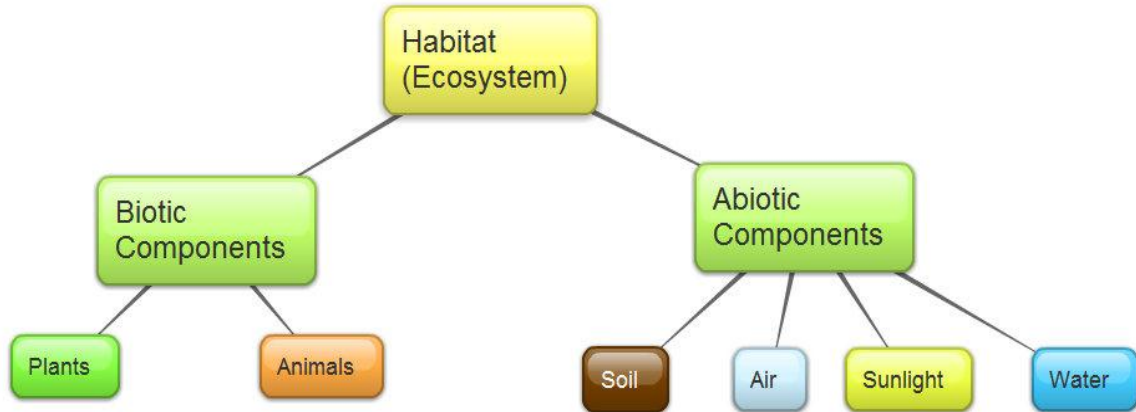 Habitat
(Ecosystem)
Biotic
Components
Abiotic
Components
Plants
Animals
Soil
Air
Sunlight
Water